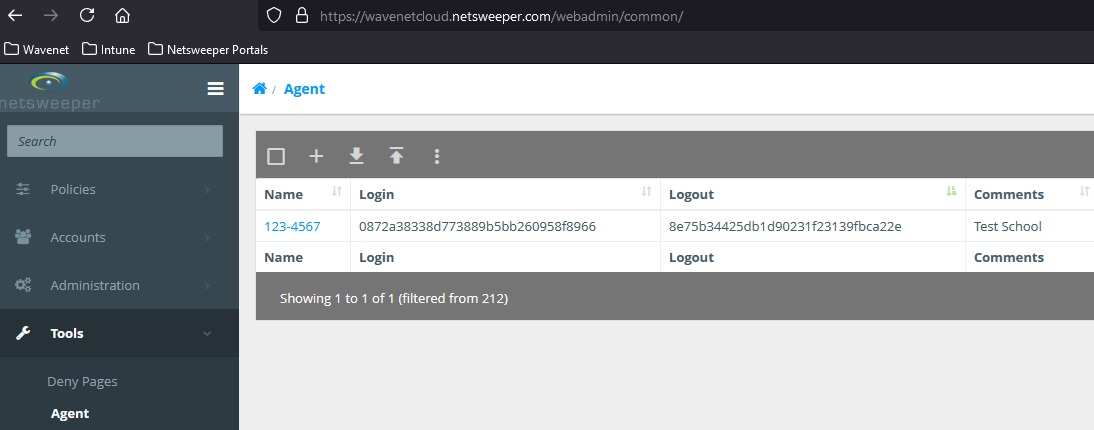 https://wavenetcloud.netsweeper.com/webadmin/common/
Wavenet Intune Netsweeper Portals
netsweeper
Agent
Search
Policies
Accounts
Administration
Tools
Deny Pages
Agent
Name Login Logout Comments
123-4567 0872a38338d773889b5bb260958f8966 8e75b34425db1d90231f23139fbca22e Test School
Name Login Logout Comments
Showing 1 to 1 of 1 (filtered from 212)